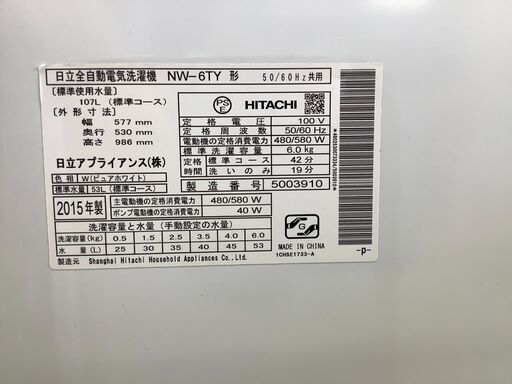 日立全自動電気洗濯機 NW-6TY 形 50/60Hz共用
[標準使用水量]
107L (標準コース)
[外形寸法]
幅 577 mm
奥行 530 mm
高さ 986 mm
日立アプライアンス(株)
色相 W(ピュアホワイト)
標準水量 53L(標準コース)
PS
E
HITACHI
定格電圧 100 V
定格周波数 50/60 Hz
電動機の定格消費電力 480/580 W
標準洗濯容量 6.0kg
定格時間 標準コース 42分
洗いのみ 19分
製造番号 5003910
2015年製
主電動機の定格消費電力 480/580 W
ポンプ電動機の定格消費電力 40 W
洗濯容量と水量 (手動設定の水量)
洗濯容量(kg) 0.5 1.5 2.5 3.5 4.0 6.0
水量(L) 25 30 35 40 45 53
製造元 Shanghai Hitachi Household Appliances Co.,Ltd.
G
MADE IN CHINA
1CHSE1733-A
-p-